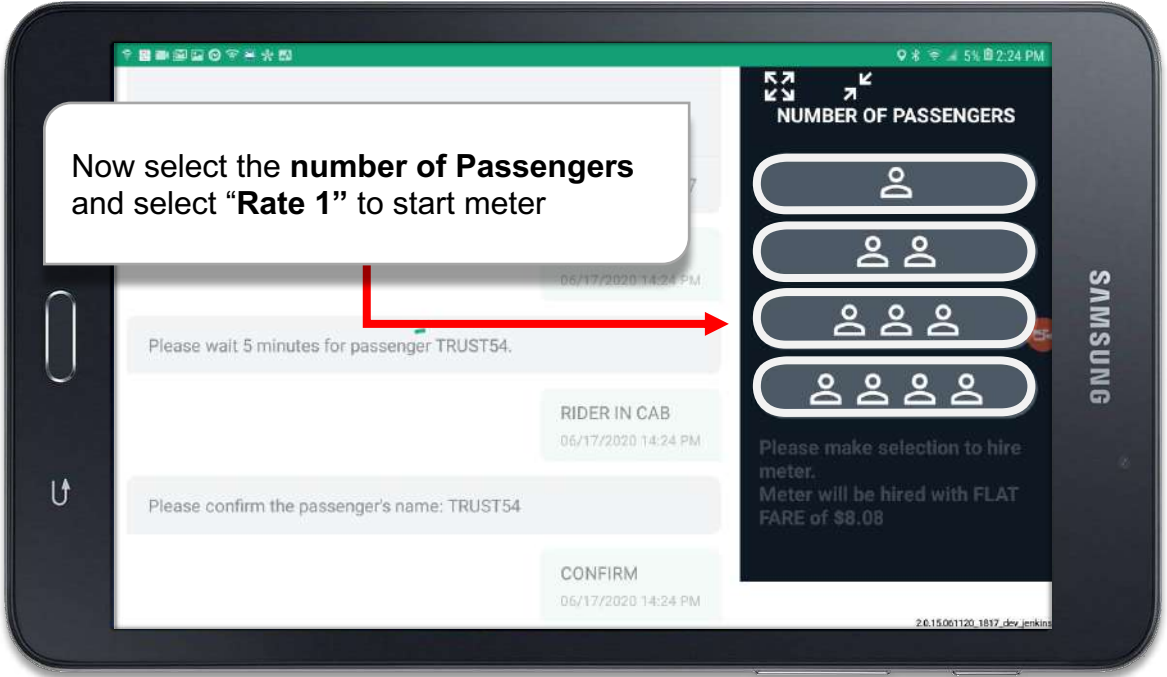 5% 2:24 PM
NUMBER OF PASSENGERS
Now select the number of Passengers
and select “Rate 1” to start meter
7
06/17/2020 14:24 PM
Please wait 5 minutes for passenger TRUST54.
RIDER IN CAB
06/17/2020 14:24 PM
Please make selection to hire
meter.
Meter will be hired with FLAT
FARE of $8.08
Please confirm the passenger's name: TRUST54
CONFIRM
06/17/2020 14:24 PM
2.0.15.061120_1817_dev_jenkins
SAMSUNG